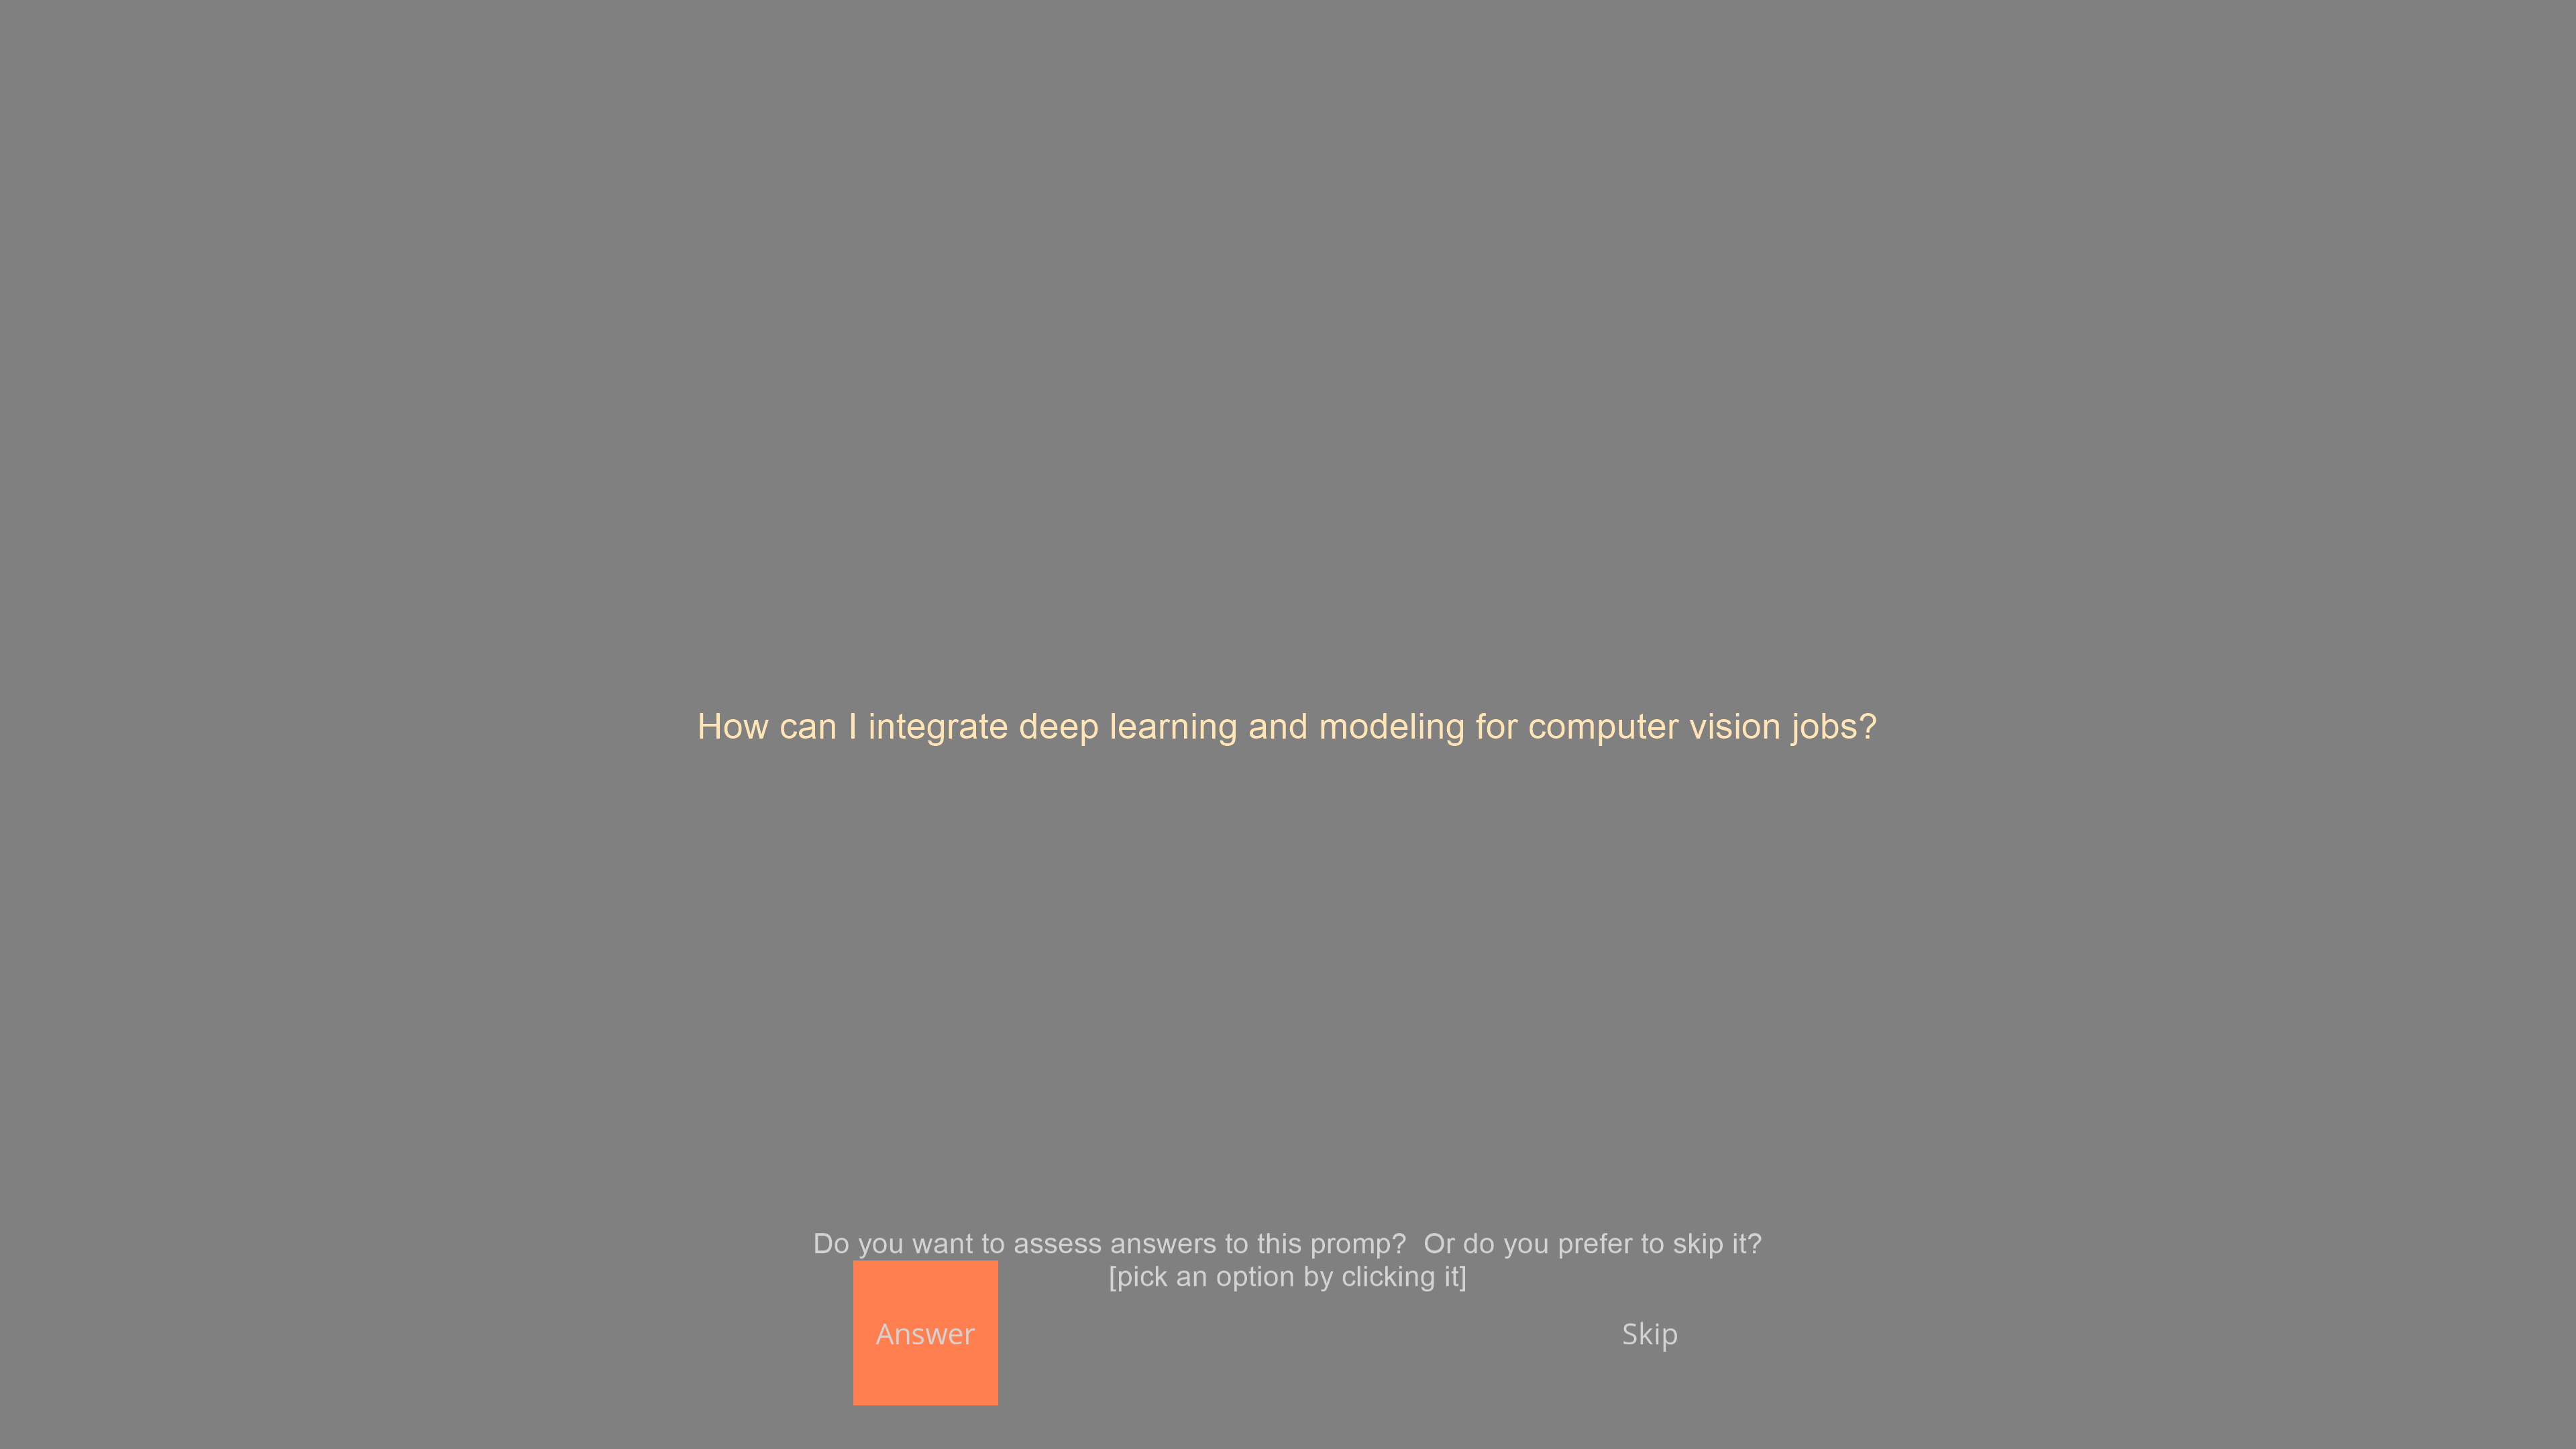 How can I integrate deep learning and modeling for computer vision jobs?
Do you want to assess answers to this promp?  Or do you prefer to skip it?
[pick an option by clicking it]
Answer
Skip